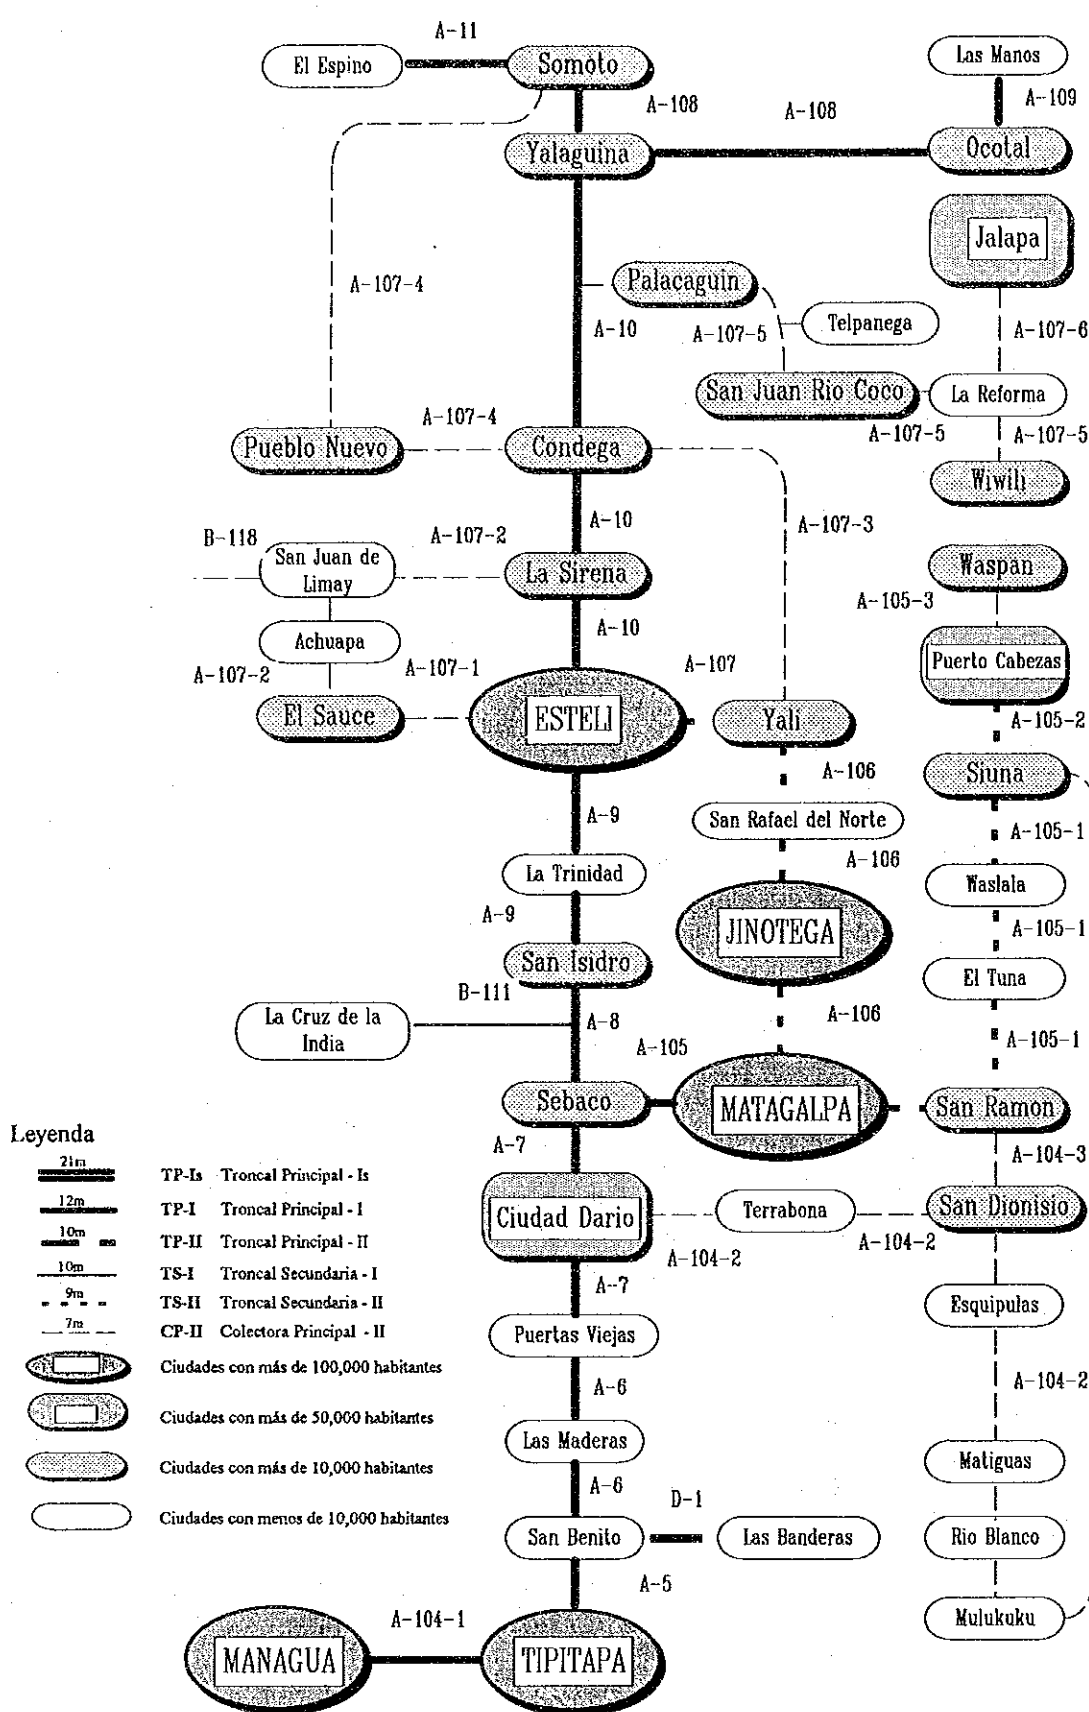 A-11
El Espino
Somoto
Las Manos
A-108
A-108
A-109
Yalaguina
Ocotal
Jalapa
A-107-4
Palacaguin
A-10
A-107-5
Telpanega
A-107-6
San Juan Rio Coco
La Reforma
A-107-4
A-107-5
A-107-5
Pueblo Nuevo
Condega
Wiwili
A-10
A-107-3
B-118
A-107-2
San Juan de
Limay
La Sirena
Waspan
A-105-3
A-10
Achuapa
A-107-2
A-107-1
A-107
Puerto Cabezas
El Sauce
ESTELI
Yali
A-105-2
A-106
Siuna
A-9
San Rafael del Norte
A-105-1
A-106
La Trinidad
Waslala
A-9
JINOTEGA
A-105-1
San Isidro
El Tuna
B-111
La Cruz de la
India
A-8
A-106
A-105
A-105-1
Sebaco
MATAGALPA
San Ramon
A-7
A-104-3
Ciudad Dario
Terrabona
San Dionisio
A-104-2
A-104-2
A-7
Esquipulas
Puertas Viejas
A-6
A-104-2
Las Maderas
Matiguas
A-6
D-1
San Benito
Las Banderas
Rio Blanco
A-5
Mulukuku
A-104-1
MANAGUA
TIPITAPA
Leyenda
21m
TP-Is Troncal Principal - Is
12m
TP-I Troncal Principal - I
10m
TP-II Troncal Principal - II
10m
TS-I Troncal Secundaria - I
9m
TS-II Troncal Secundaria - II
7m
CP-II Colectora Principal - II
Ciudades con más de 100,000 habitantes
Ciudades con más de 50,000 habitantes
Ciudades con más de 10,000 habitantes
Ciudades con menos de 10,000 habitantes